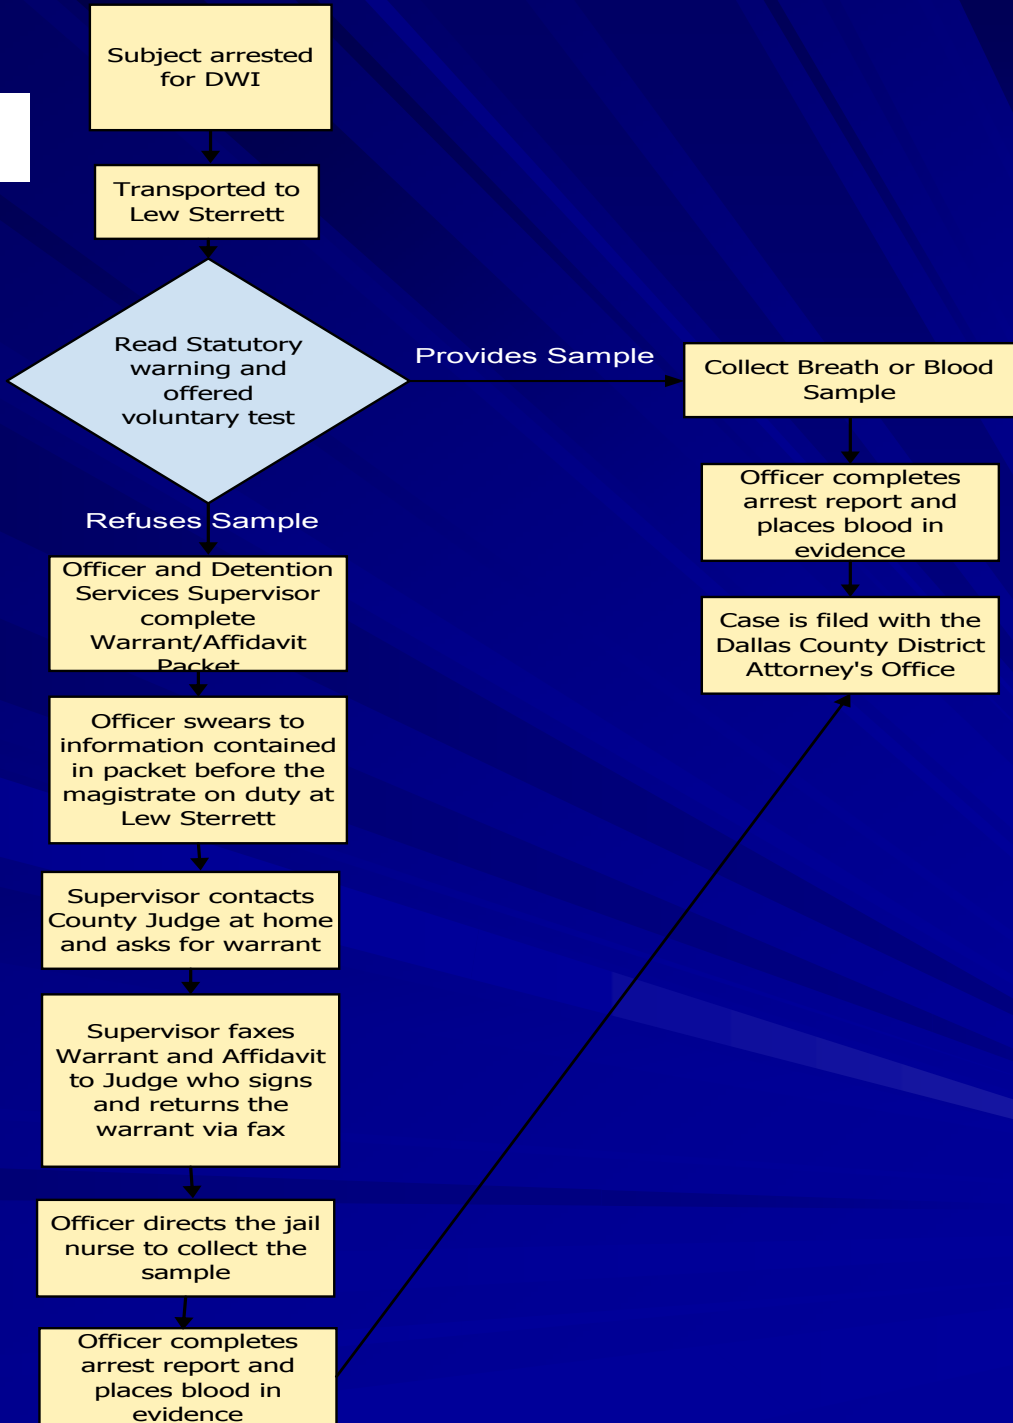 Subject arrested
for DWI
Transported to
Lew Sterrett
Read Statutory
warning and
offered
voluntary test
Provides Sample
Collect Breath or Blood
Sample
Officer completes
arrest report and
places blood in
evidence
Case is filed with the
Dallas County District
Attorney's Office
Refuses Sample
Officer and Detention
Services Supervisor
complete
Warrant/Affidavit
Packet
Officer swears to
information contained
in packet before the
magistrate on duty at
Lew Sterrett
Supervisor contacts
County Judge at home
and asks for warrant
Supervisor faxes
Warrant and Affidavit
to Judge who signs
and returns the
warrant via fax
Officer directs the jail
nurse to collect the
sample
Officer completes
arrest report and
places blood in
evidence